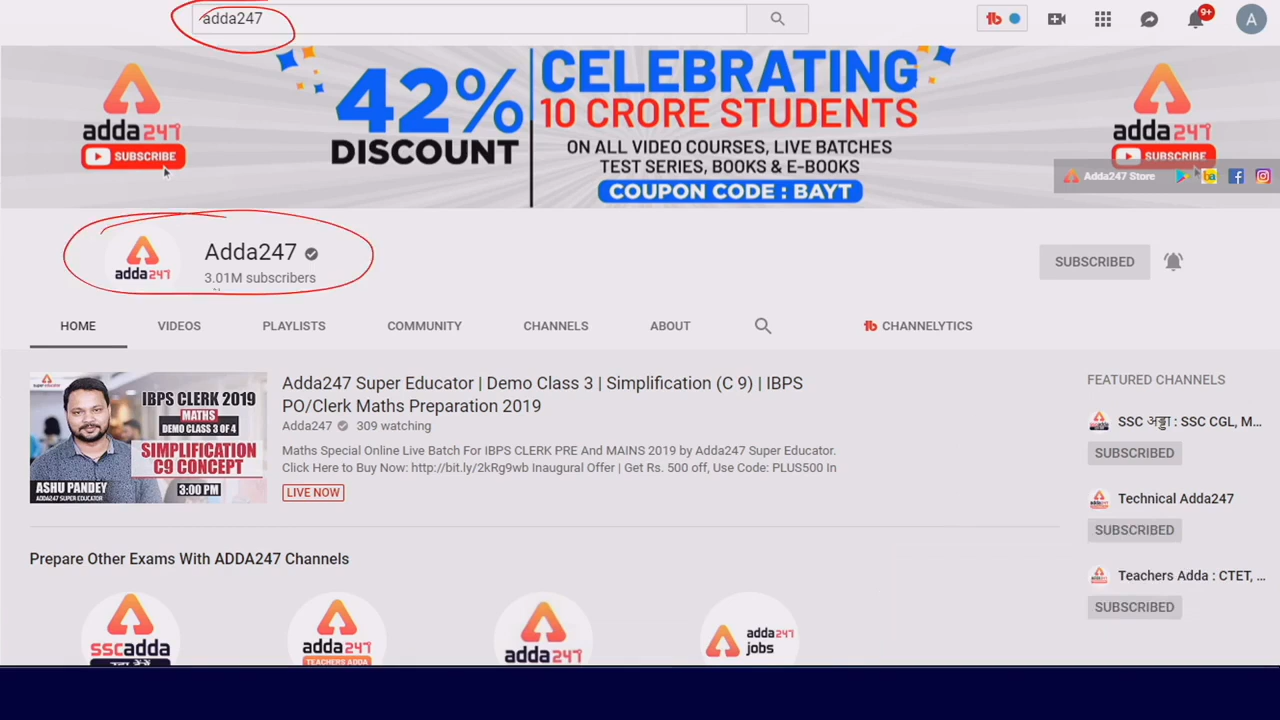 adda247
9+
A
42%
DISCOUNT
CELEBRATING
10 CRORE STUDENTS
ON ALL VIDEO COURSES, LIVE BATCHES
TEST SERIES, BOOKS & E-BOOKS
COUPON CODE : BAYT
adda247
SUBSCRIBE
adda247
SUBSCRIBE
Adda247 Store
adda247
Adda247
3.01M subscribers
SUBSCRIBED
HOME VIDEOS PLAYLISTS COMMUNITY CHANNELS ABOUT CHANNELYTICS
IBPS CLERK 2019
MATHS
DEMO CLASS 3 OF 4
SIMPLIFICATION
C9 CONCEPT
3:00 PM
ASHU PANDEY
ADDA247 SUPER EDUCATOR
Adda247 Super Educator | Demo Class 3 | Simplification (C 9) | IBPS
PO/Clerk Maths Preparation 2019
Adda247 309 watching
Maths Special Online Live Batch For IBPS CLERK PRE And MAINS 2019 by Adda247 Super Educator.
Click Here to Buy Now: http://bit.ly/2kRg9wb Inaugural Offer | Get Rs. 500 off, Use Code: PLUS500 In
LIVE NOW
FEATURED CHANNELS
SSC अड्डा : SSC CGL, M...
SUBSCRIBED
Technical Adda247
SUBSCRIBED
Teachers Adda : CTET, ...
SUBSCRIBED
Prepare Other Exams With ADDA247 Channels
sscadda
adda247
TEACHERS ADDA
adda247
adda247
jobs